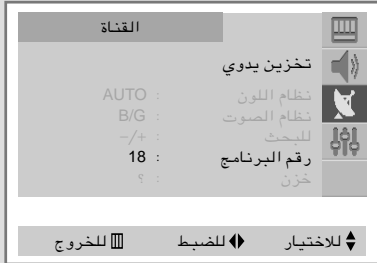 القناة
تخزين يدوي
نظام اللون : AUTO
نظام الصوت : B/G
للبحث : +/–
رقم البرنامج : 18
خزن : ؟
للاختيار للضبط للخروج